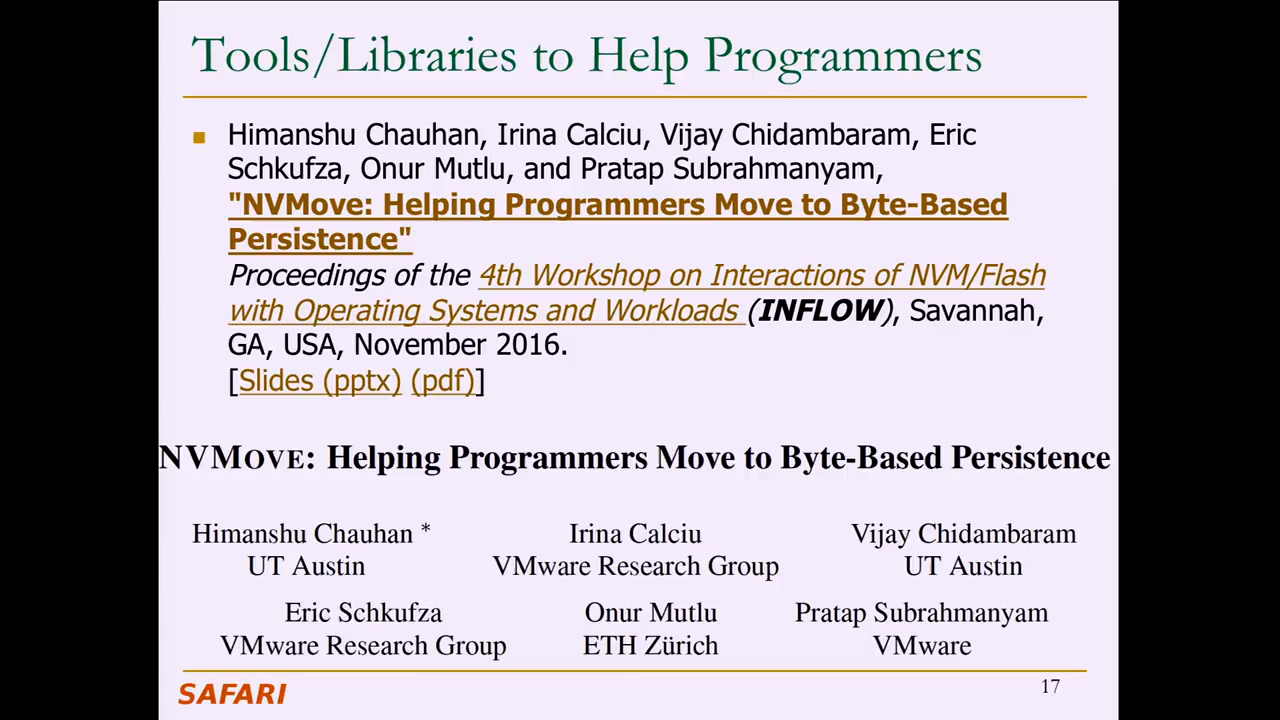 Tools/Libraries to Help Programmers
Himanshu Chauhan, Irina Calciu, Vijay Chidambaram, Eric
Schkufza, Onur Mutlu, and Pratap Subrahmanyam,
"NVMove: Helping Programmers Move to Byte-Based
Persistence"
Proceedings of the 4th Workshop on Interactions of NVM/Flash
with Operating Systems and Workloads (INFLOW), Savannah,
GA, USA, November 2016.
[Slides (pptx) (pdf)]
NVMOVE: Helping Programmers Move to Byte-Based Persistence
Himanshu Chauhan * Irina Calciu Vijay Chidambaram
UT Austin VMware Research Group UT Austin
Eric Schkufza Onur Mutlu Pratap Subrahmanyam
VMware Research Group ETH Zürich VMware
SAFARI 17